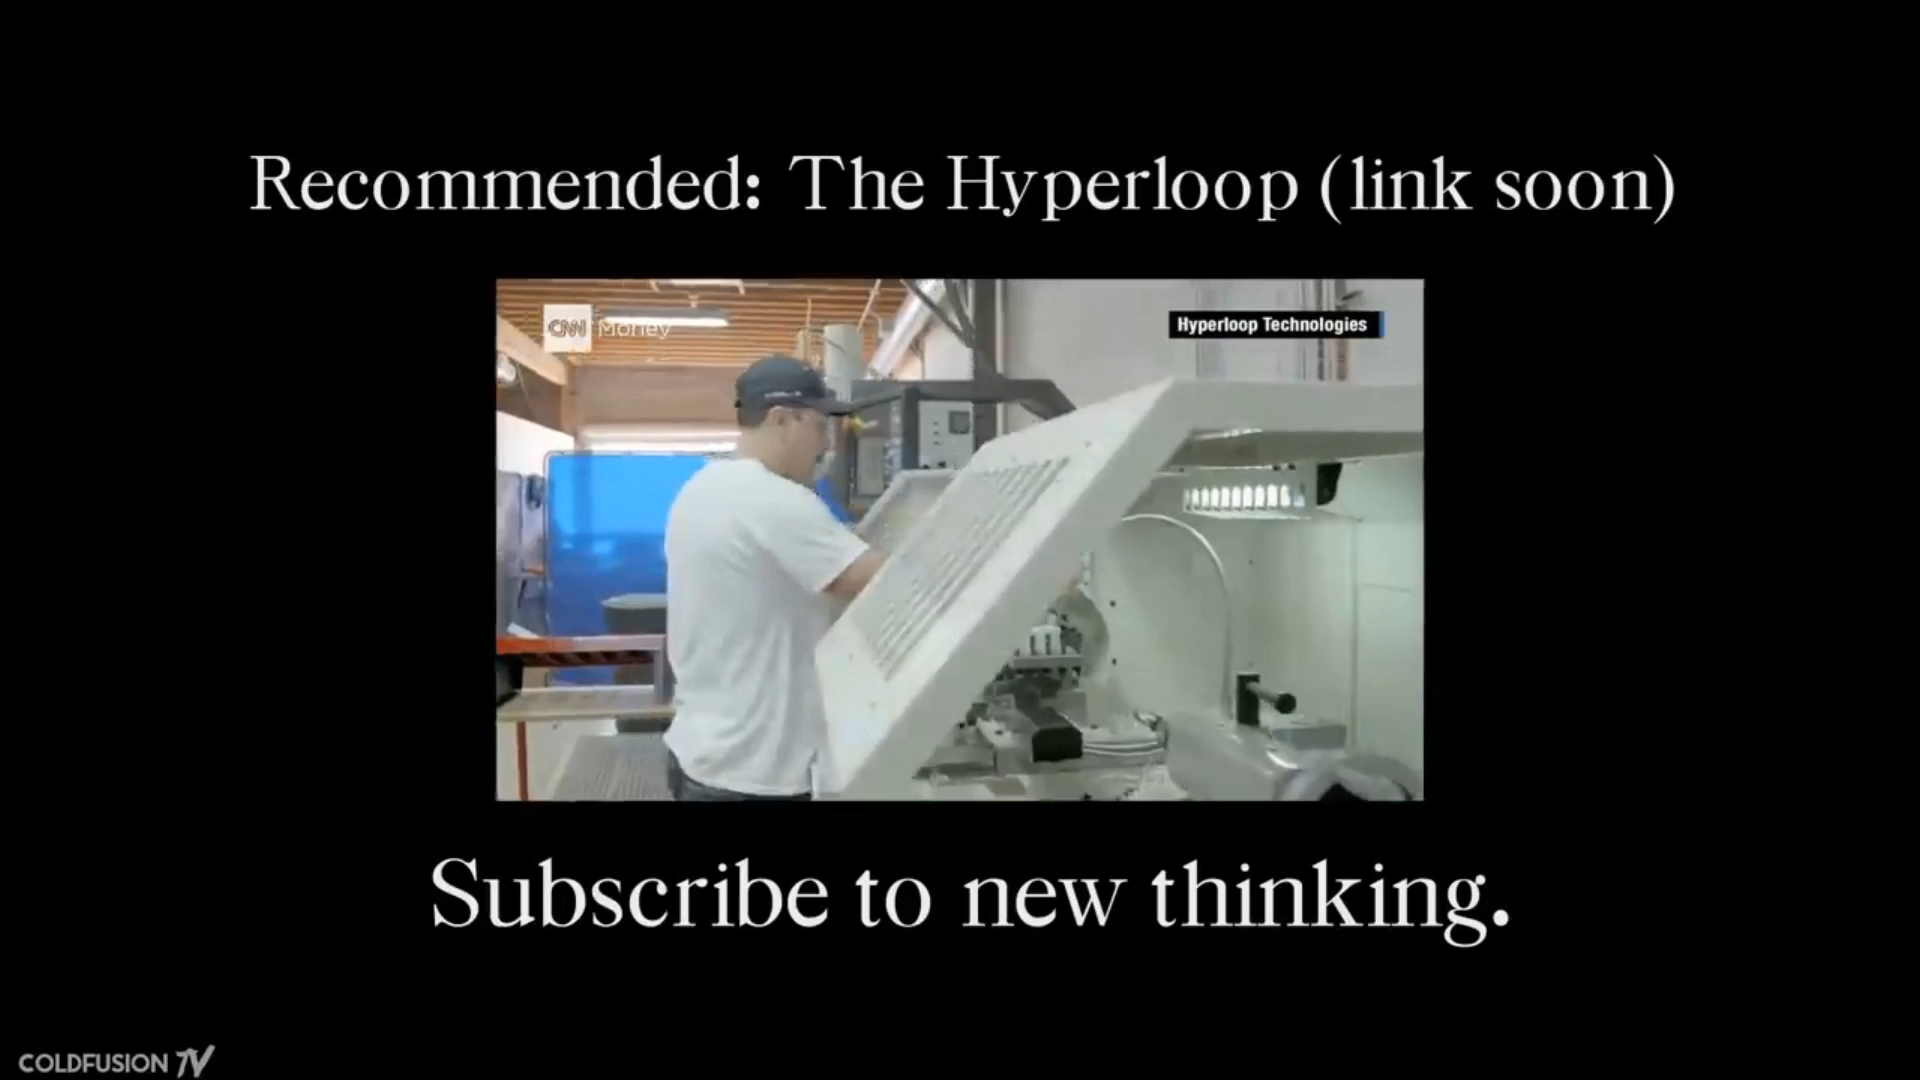 Recommended: The Hyperloop (link soon)
CNN Money
Hyperloop Technologies
Subscribe to new thinking.
COLDFUSION TV